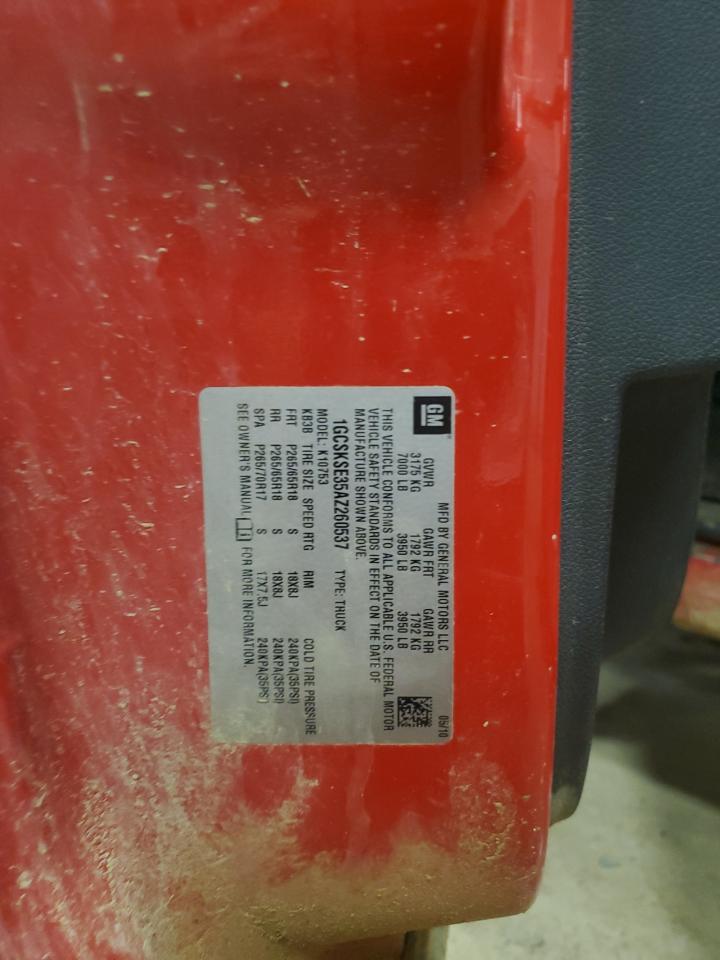 GM
MFD BY GENERAL MOTORS LLC 05/10
GVWR GAWR FRT GAWR RR
3175 KG 1792 KG 1792 KG
7000 LB 3950 LB 3950 LB
THIS VEHICLE CONFORMS TO ALL APPLICABLE U.S. FEDERAL MOTOR
VEHICLE SAFETY STANDARDS IN EFFECT ON THE DATE OF
MANUFACTURE SHOWN ABOVE.
1GCSKSE35AZ260537 TYPE: TRUCK
MODEL: K10753
KB3B TIRE SIZE SPEED RTG RIM COLD TIRE PRESSURE
FRT P265/65R18 S 18X8J 240KPA(35PSI)
RR P265/65R18 S 18X8J 240KPA(35PSI)
SPA P265/70R17 S 17X7.5J 240KPA(35PSI)
SEE OWNER'S MANUAL FOR MORE INFORMATION.